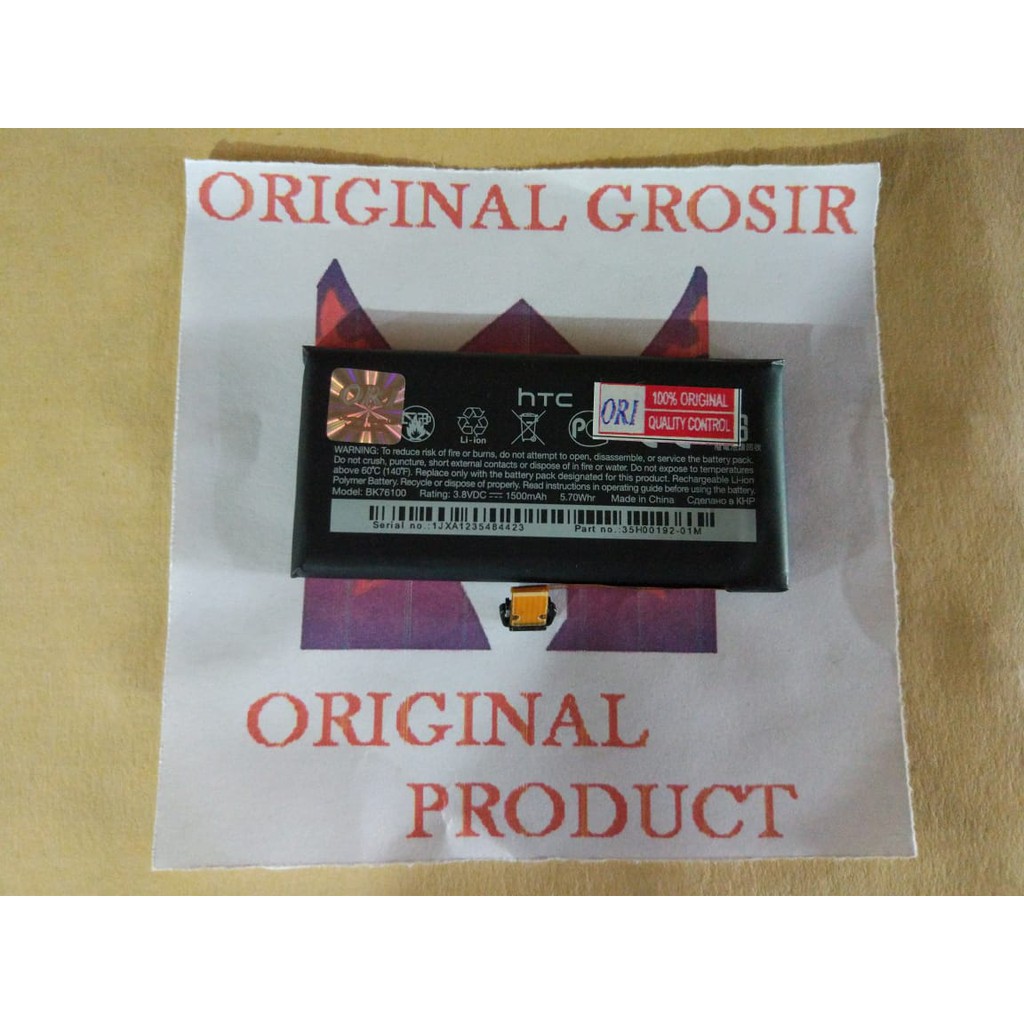 ORIGINAL GROSIR
ORI
hTC
Li-ion
ORI
100% ORIGINAL
QUALITY CONTROL
WARNING: To reduce risk of fire or burns, do not attempt to open, disassemble, or service the battery pack.
Do not crush, puncture, short external contacts or dispose of in fire or water. Do not expose to temperatures
above 60°C (140°F). Replace only with the battery pack designated for this product. Rechargeable Li-ion
Polymer Battery. Recycle or dispose of properly. Read instructions in operating guide before using the battery.
Model: BK76100 Rating: 3.8VDC 1500mAh 5.70Whr Made in China Сделано в КНР
Serial no.:1JXA1235484423 Part no.:35H00192-01M
ORIGINAL
PRODUCT